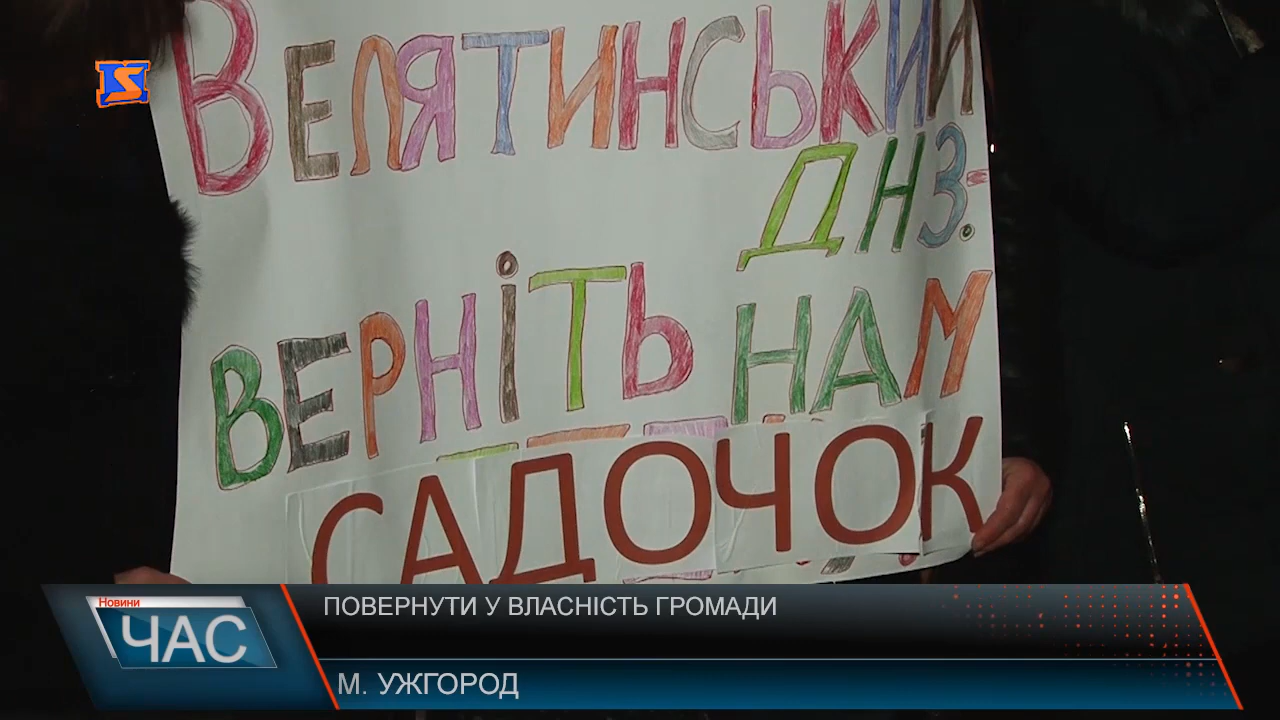 ВЕЛЯТИНСЬКИЙ
ДНЗ-
ВЕРНІТЬ НАМ
САДОЧОК
Новини
ЧАС
ПОВЕРНУТИ У ВЛАСНІСТЬ ГРОМАДИ
М. УЖГОРОД